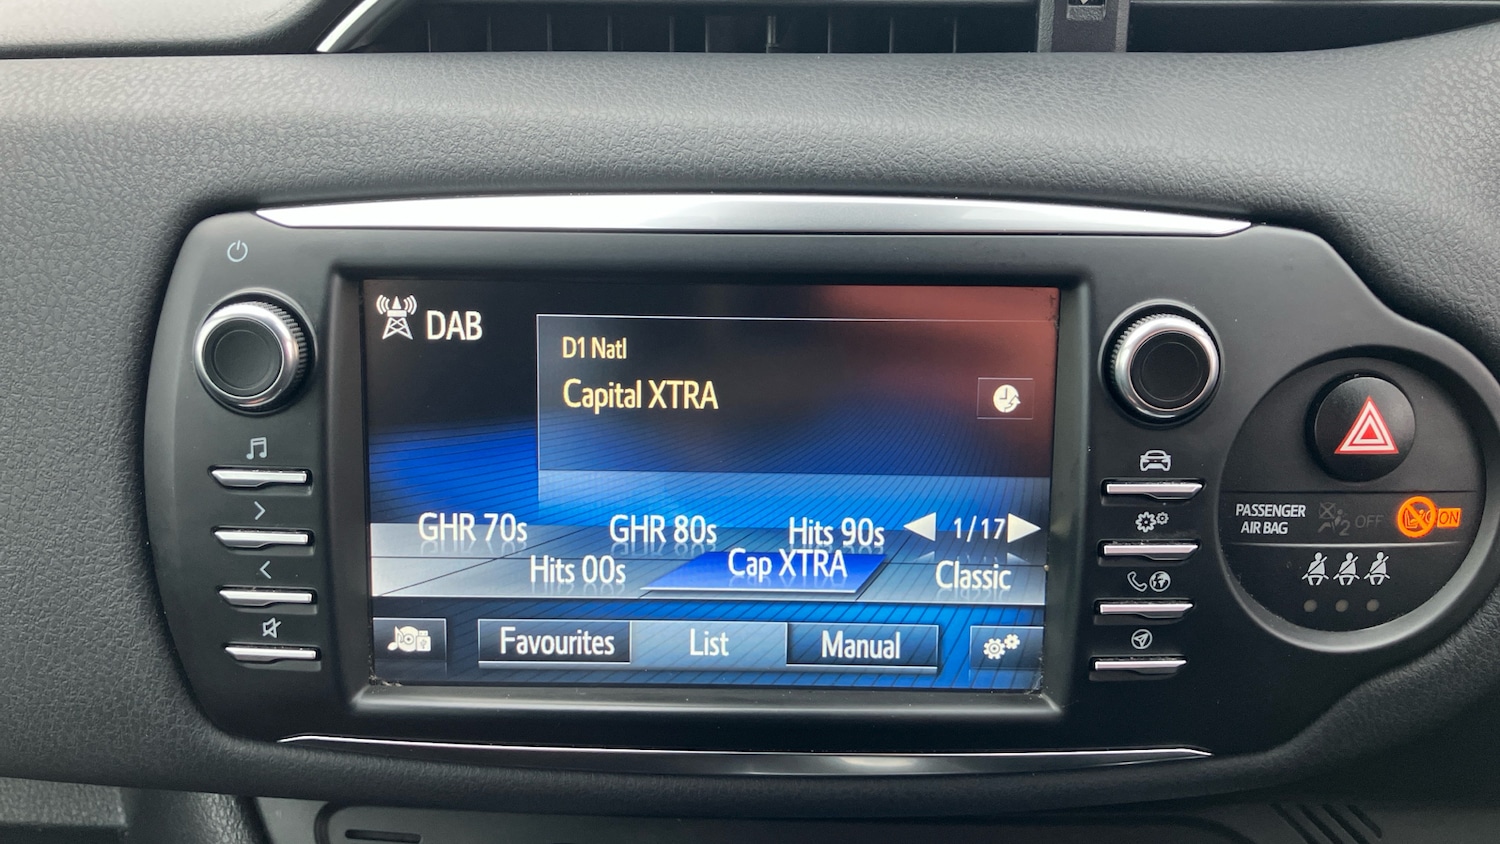 DAB
D1 Natl
Capital XTRA
GHR 70s GHR 80s Hits 90s 1/17
Hits 00s Cap XTRA Classic
Favourites List Manual
PASSENGER
AIR BAG
2 OFF
ON